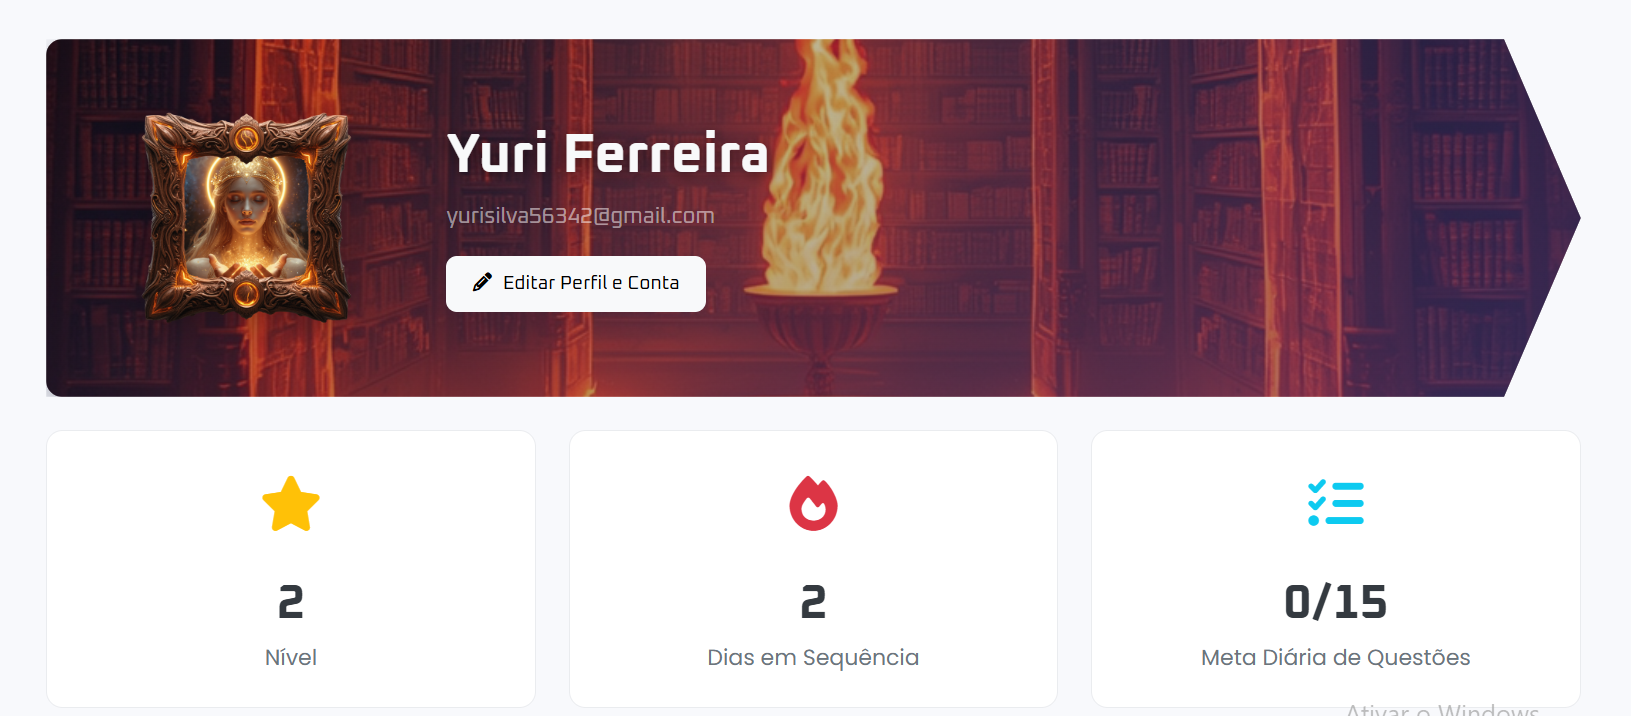 Yuri Ferreira
yurisilva56342@gmail.com
Editar Perfil e Conta
2
Nível
2
Dias em Sequência
0/15
Meta Diária de Questões
Ativar o Windows